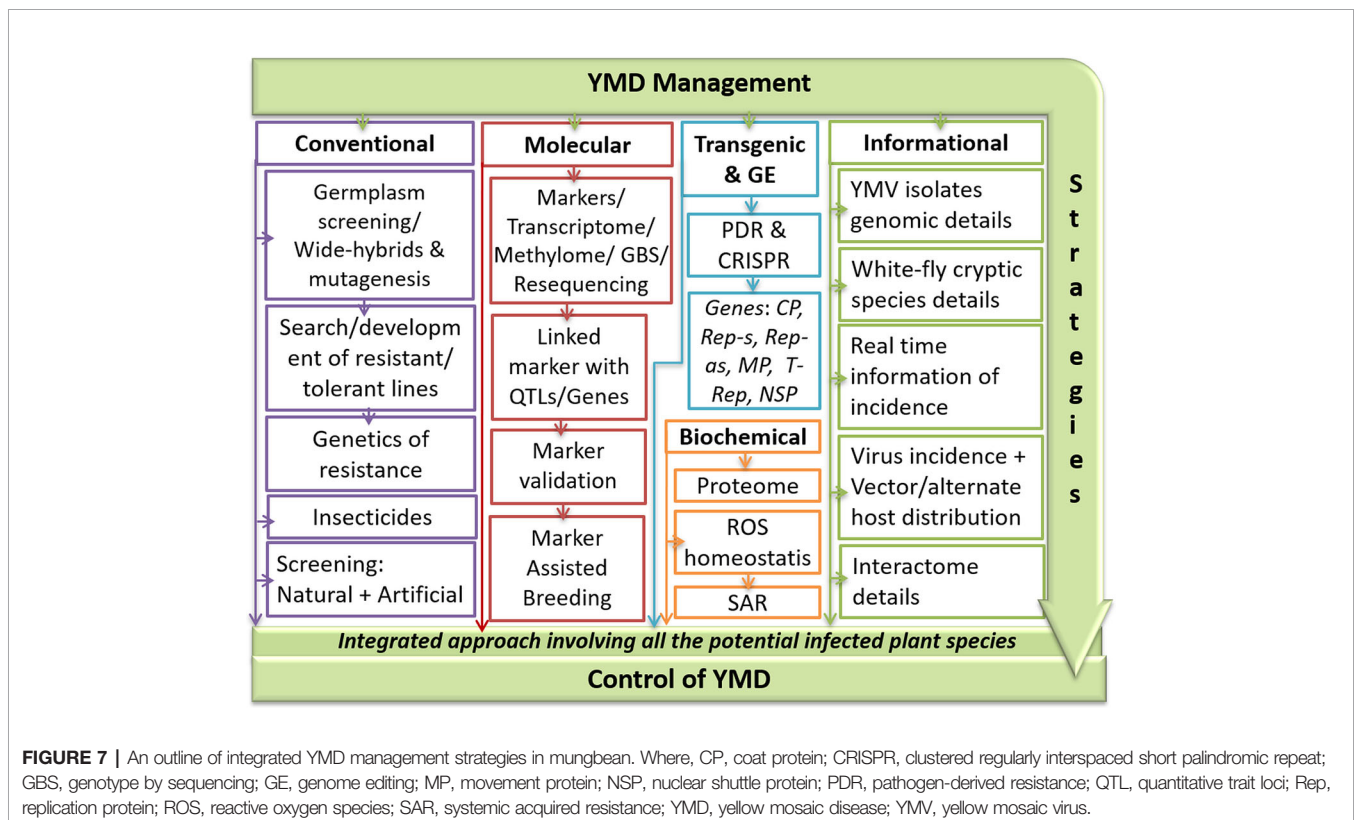 YMD Management
Conventional
Germplasm
screening/
Wide-hybrids &
mutagenesis
Search/developm
ent of resistant/
tolerant lines
Genetics of
resistance
Insecticides
Screening:
Natural + Artificial
Molecular
Markers/
Transcriptome/
Methylome/ GBS/
Resequencing
Linked
marker with
QTLs/Genes
Marker
validation
Marker
Assisted
Breeding
Transgenic
& GE
PDR &
CRISPR
Genes: CP,
Rep-s, Rep-
as, MP, T-
Rep, NSP
Biochemical
Proteome
ROS
homeostatis
SAR
Informational
YMV isolates
genomic details
White-fly cryptic
species details
Real time
information of
incidence
Virus incidence +
Vector/alternate
host distribution
Interactome
details
Strategies
Integrated approach involving all the potential infected plant species
Control of YMD
FIGURE 7 | An outline of integrated YMD management strategies in mungbean. Where, CP, coat protein; CRISPR, clustered regularly interspaced short palindromic repeat;
GBS, genotype by sequencing; GE, genome editing; MP, movement protein; NSP, nuclear shuttle protein; PDR, pathogen-derived resistance; QTL, quantitative trait loci; Rep,
replication protein; ROS, reactive oxygen species; SAR, systemic acquired resistance; YMD, yellow mosaic disease; YMV, yellow mosaic virus.